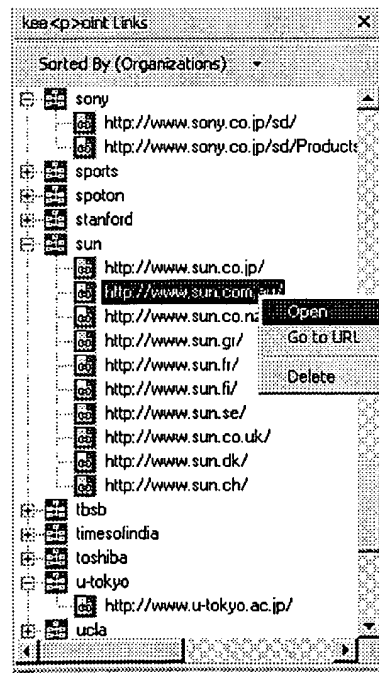 kee<p>oint Links
Sorted By (Organizations)
sony
http://www.sony.co.jp/sd/
http://www.sony.co.jp/sd/Products
sports
spoton
stanford
sun
http://www.sun.co.jp/
http://www.sun.com
http://www.sun.co.nz
Open
http://www.sun.gr/
Go to URL
http://www.sun.fr/
http://www.sun.fi/
Delete
http://www.sun.se/
http://www.sun.co.uk/
http://www.sun.dk/
http://www.sun.ch/
tbsb
timesofindia
toshiba
u-tokyo
http://www.u-tokyo.ac.jp/
ucla